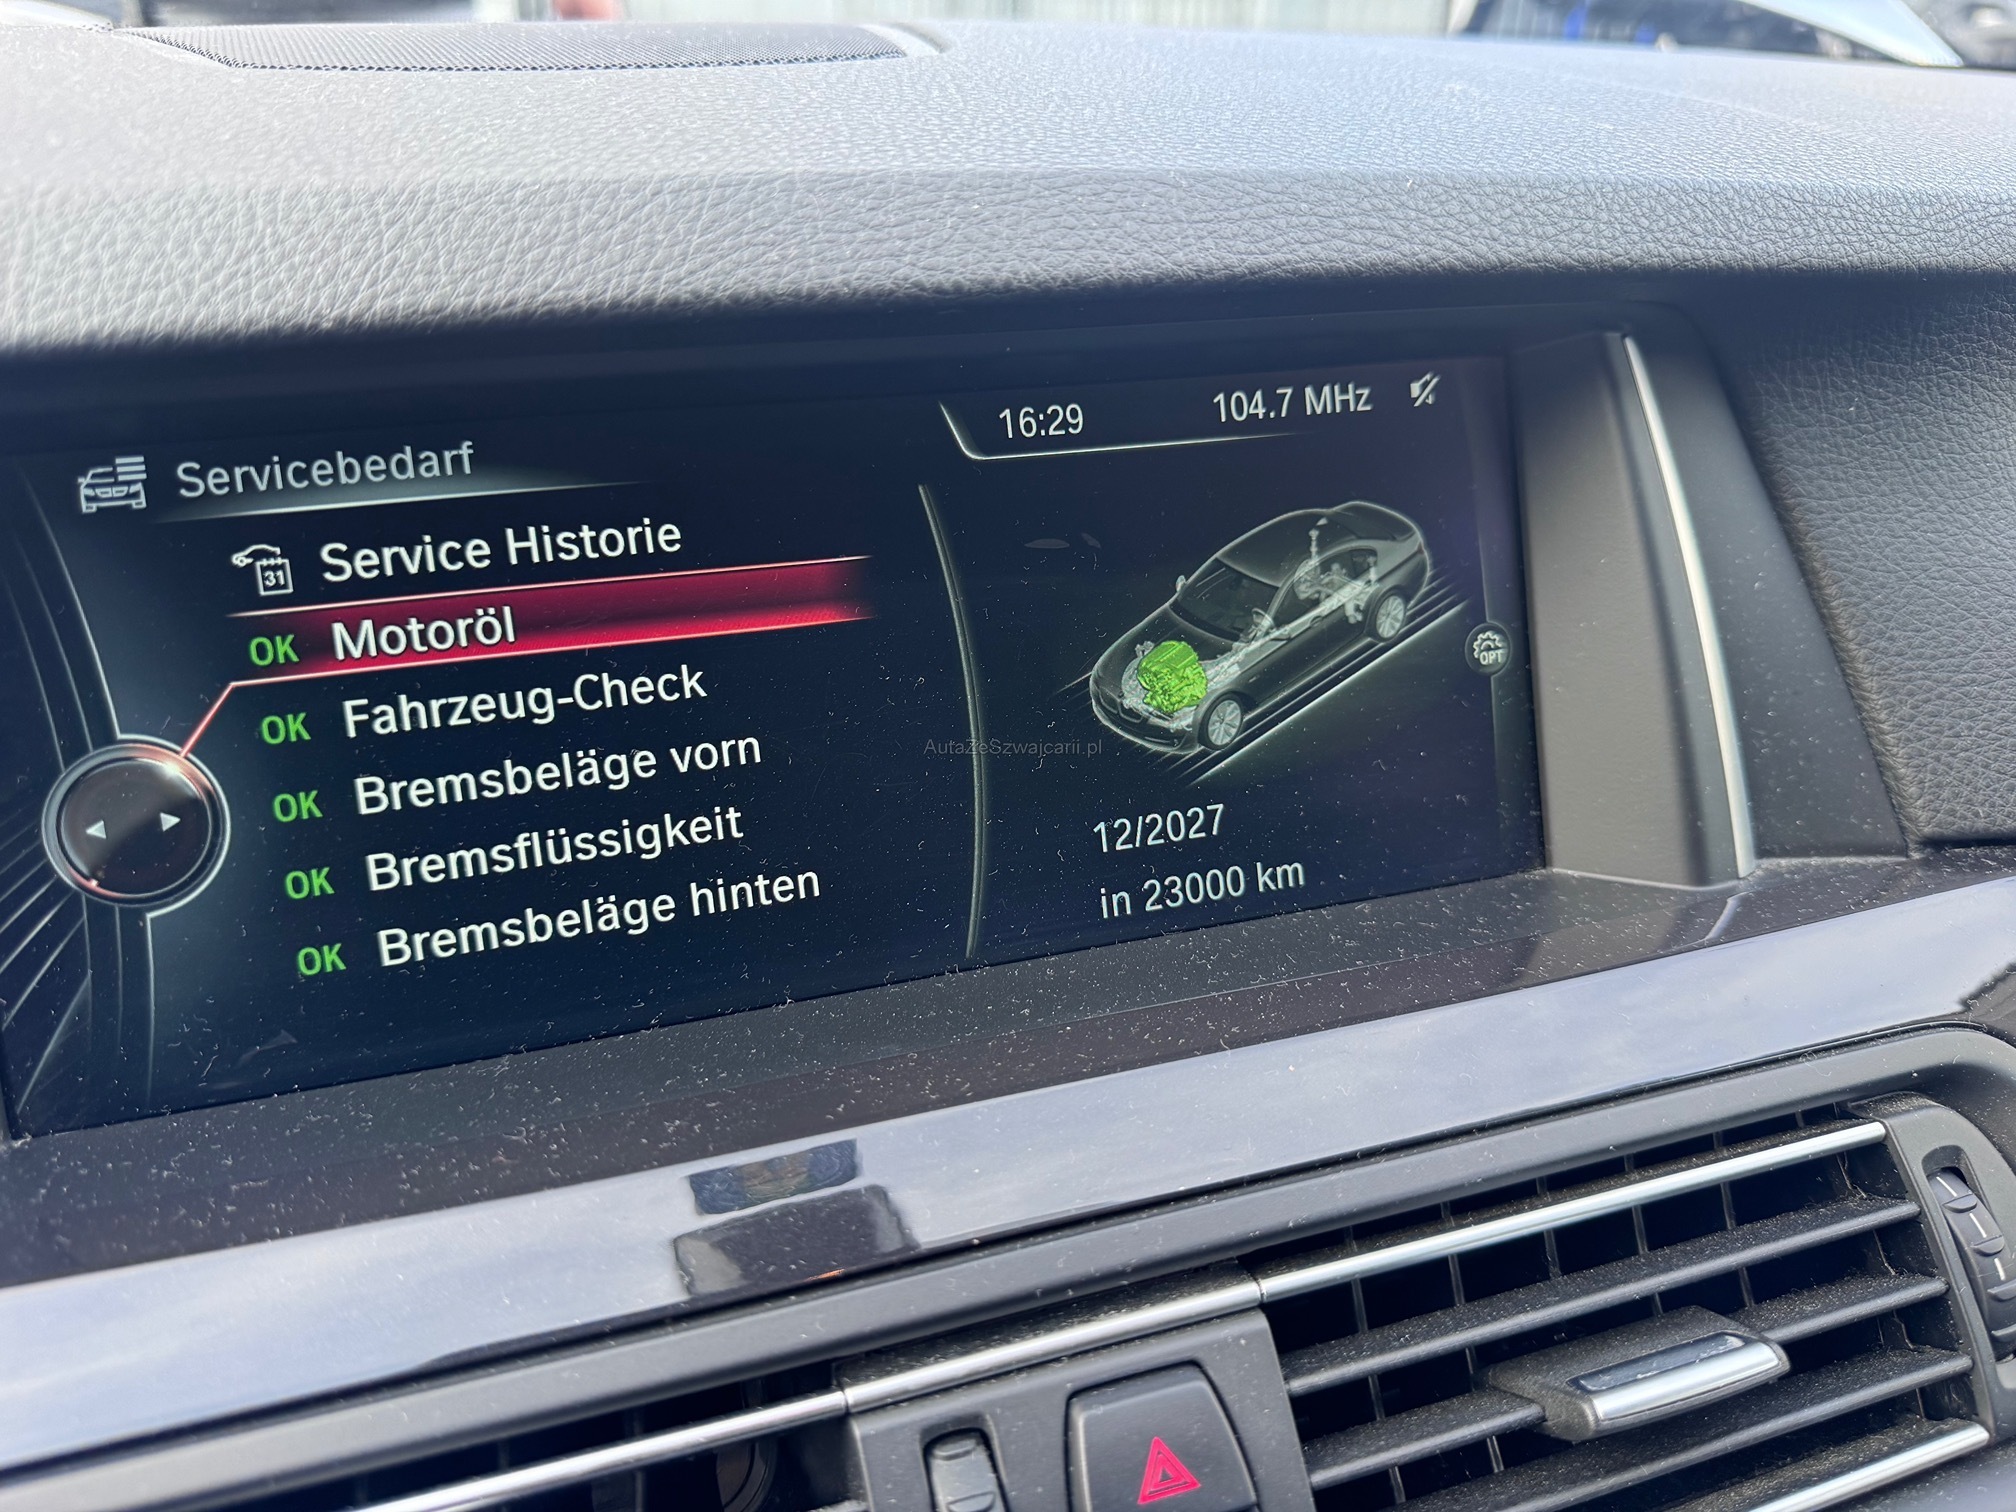 16:29 104.7 MHz
Servicebedarf
31 Service Historie
OK Motoröl
OK Fahrzeug-Check
OK Bremsbeläge vorn
OK Bremsflüssigkeit
OK Bremsbeläge hinten
OPT
AutaZeSzwajcarii.pl
12/2027
in 23000 km